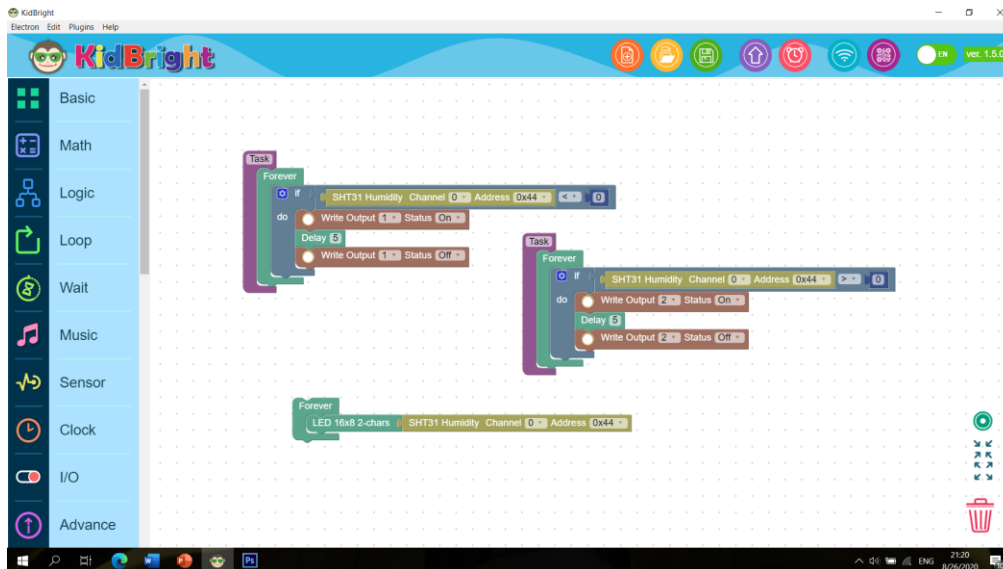 KidBright
Electron Edit Plugins Help
KidBright
EN
ver. 1.5.0
Basic
Math
Logic
Loop
Wait
Music
Sensor
Clock
I/O
Advance
Task
Forever
if SHT31 Humidity Channel 0 Address 0x44 < 0
do Write Output 1 Status On
Delay 5
Write Output 1 Status Off
Task
Forever
if SHT31 Humidity Channel 0 Address 0x44 > 0
do Write Output 2 Status On
Delay 5
Write Output 2 Status Off
Forever
LED 16x8 2-chars SHT31 Humidity Channel 0 Address 0x44
ENG
21:20
8/26/2020